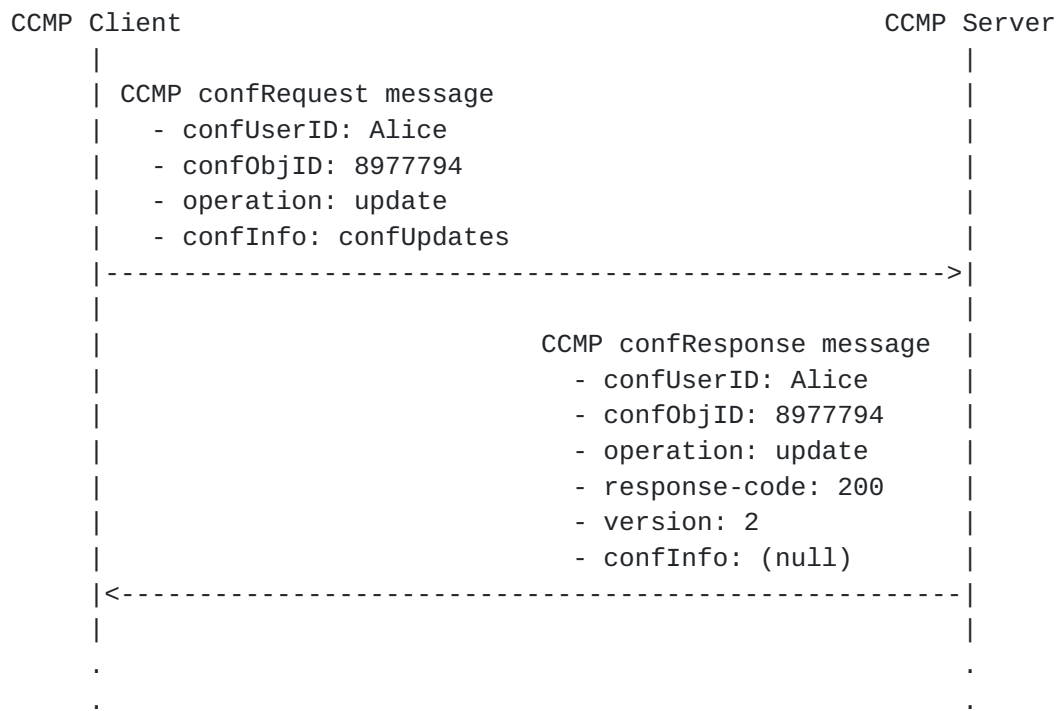 CCMP Client CCMP Server
CCMP confRequest message
- confUserID: Alice
- confObjID: 8977794
- operation: update
- confInfo: confUpdates
CCMP confResponse message
- confUserID: Alice
- confObjID: 8977794
- operation: update
- response-code: 200
- version: 2
- confInfo: (null)